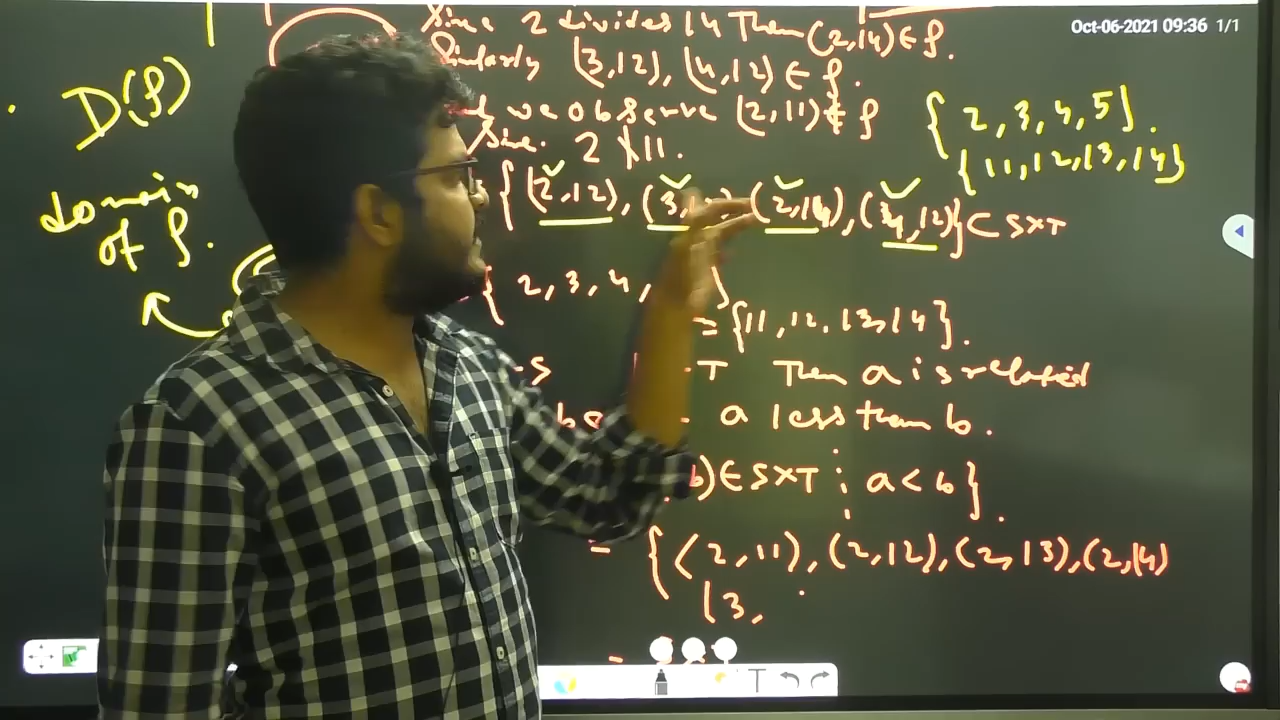 Oct-06-2021 09:36 1/1
Since 2 divides 14 Then (2,14) ∈ ρ.
(3,12), (4,12) ∈ ρ.
we observe (2,11) ∉ ρ
Since 2 ∤ 11.
D(ρ)
domain
of ρ.
{ 2, 3, 4, 5}.
{11,12,13,14}
{ (2,12), (3, (2,14), ( 4,12)} ⊂ S×T
{ 2, 3, 4, }
= {11, 12, 13, 14}.
S T Then a is related
a less than b.
b) ∈ S×T : a < b}.
= { (2,11), (2,12), (2,13), (2,14)
(3,
T